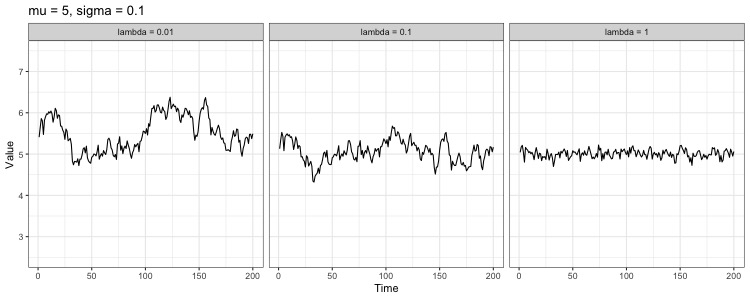 mu = 5, sigma = 0.1
lambda = 0.01 lambda = 0.1 lambda = 1
Value
7
6
5
4
3
0 50 100 150 200 0 50 100 150 200 0 50 100 150 200
Time